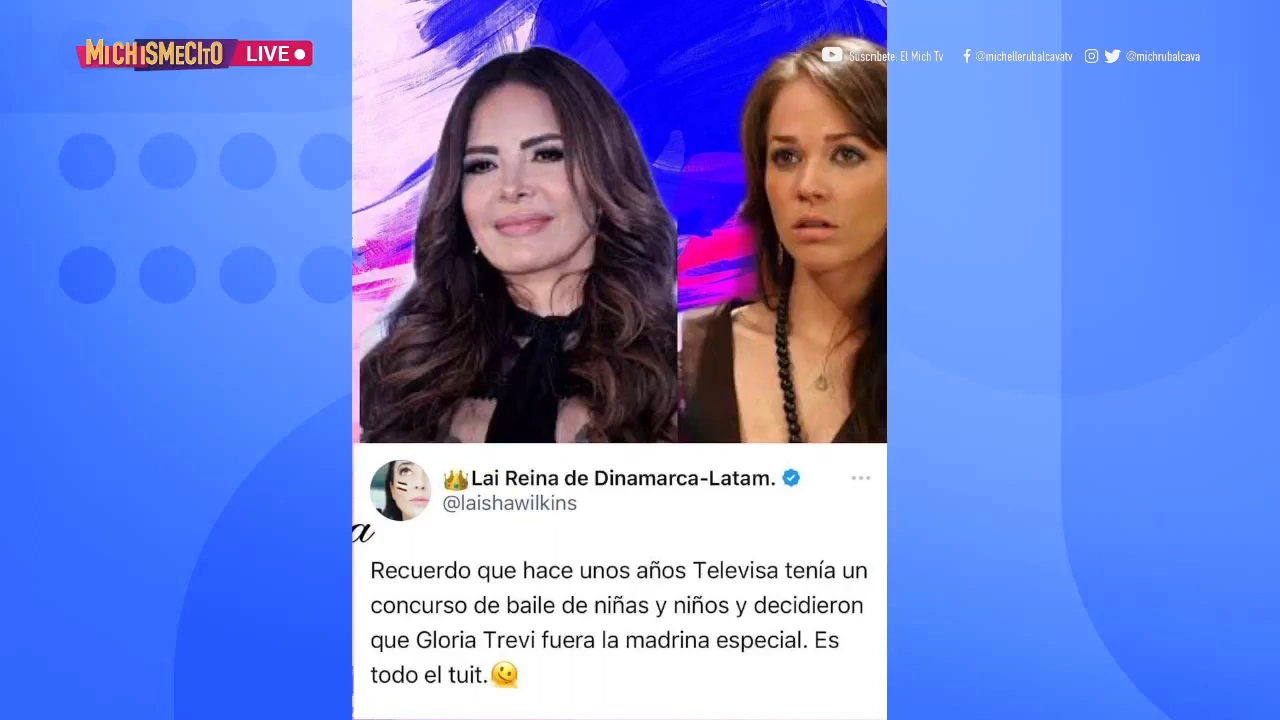 MICHISMECITO LIVE
Suscribete: El Mich Tv @michellerubalcavatv @michrubalcava
👑Lai Reina de Dinamarca-Latam.
@laishawilkins
a
Recuerdo que hace unos años Televisa tenía un
concurso de baile de niñas y niños y decidieron
que Gloria Trevi fuera la madrina especial. Es
todo el tuit.🫠